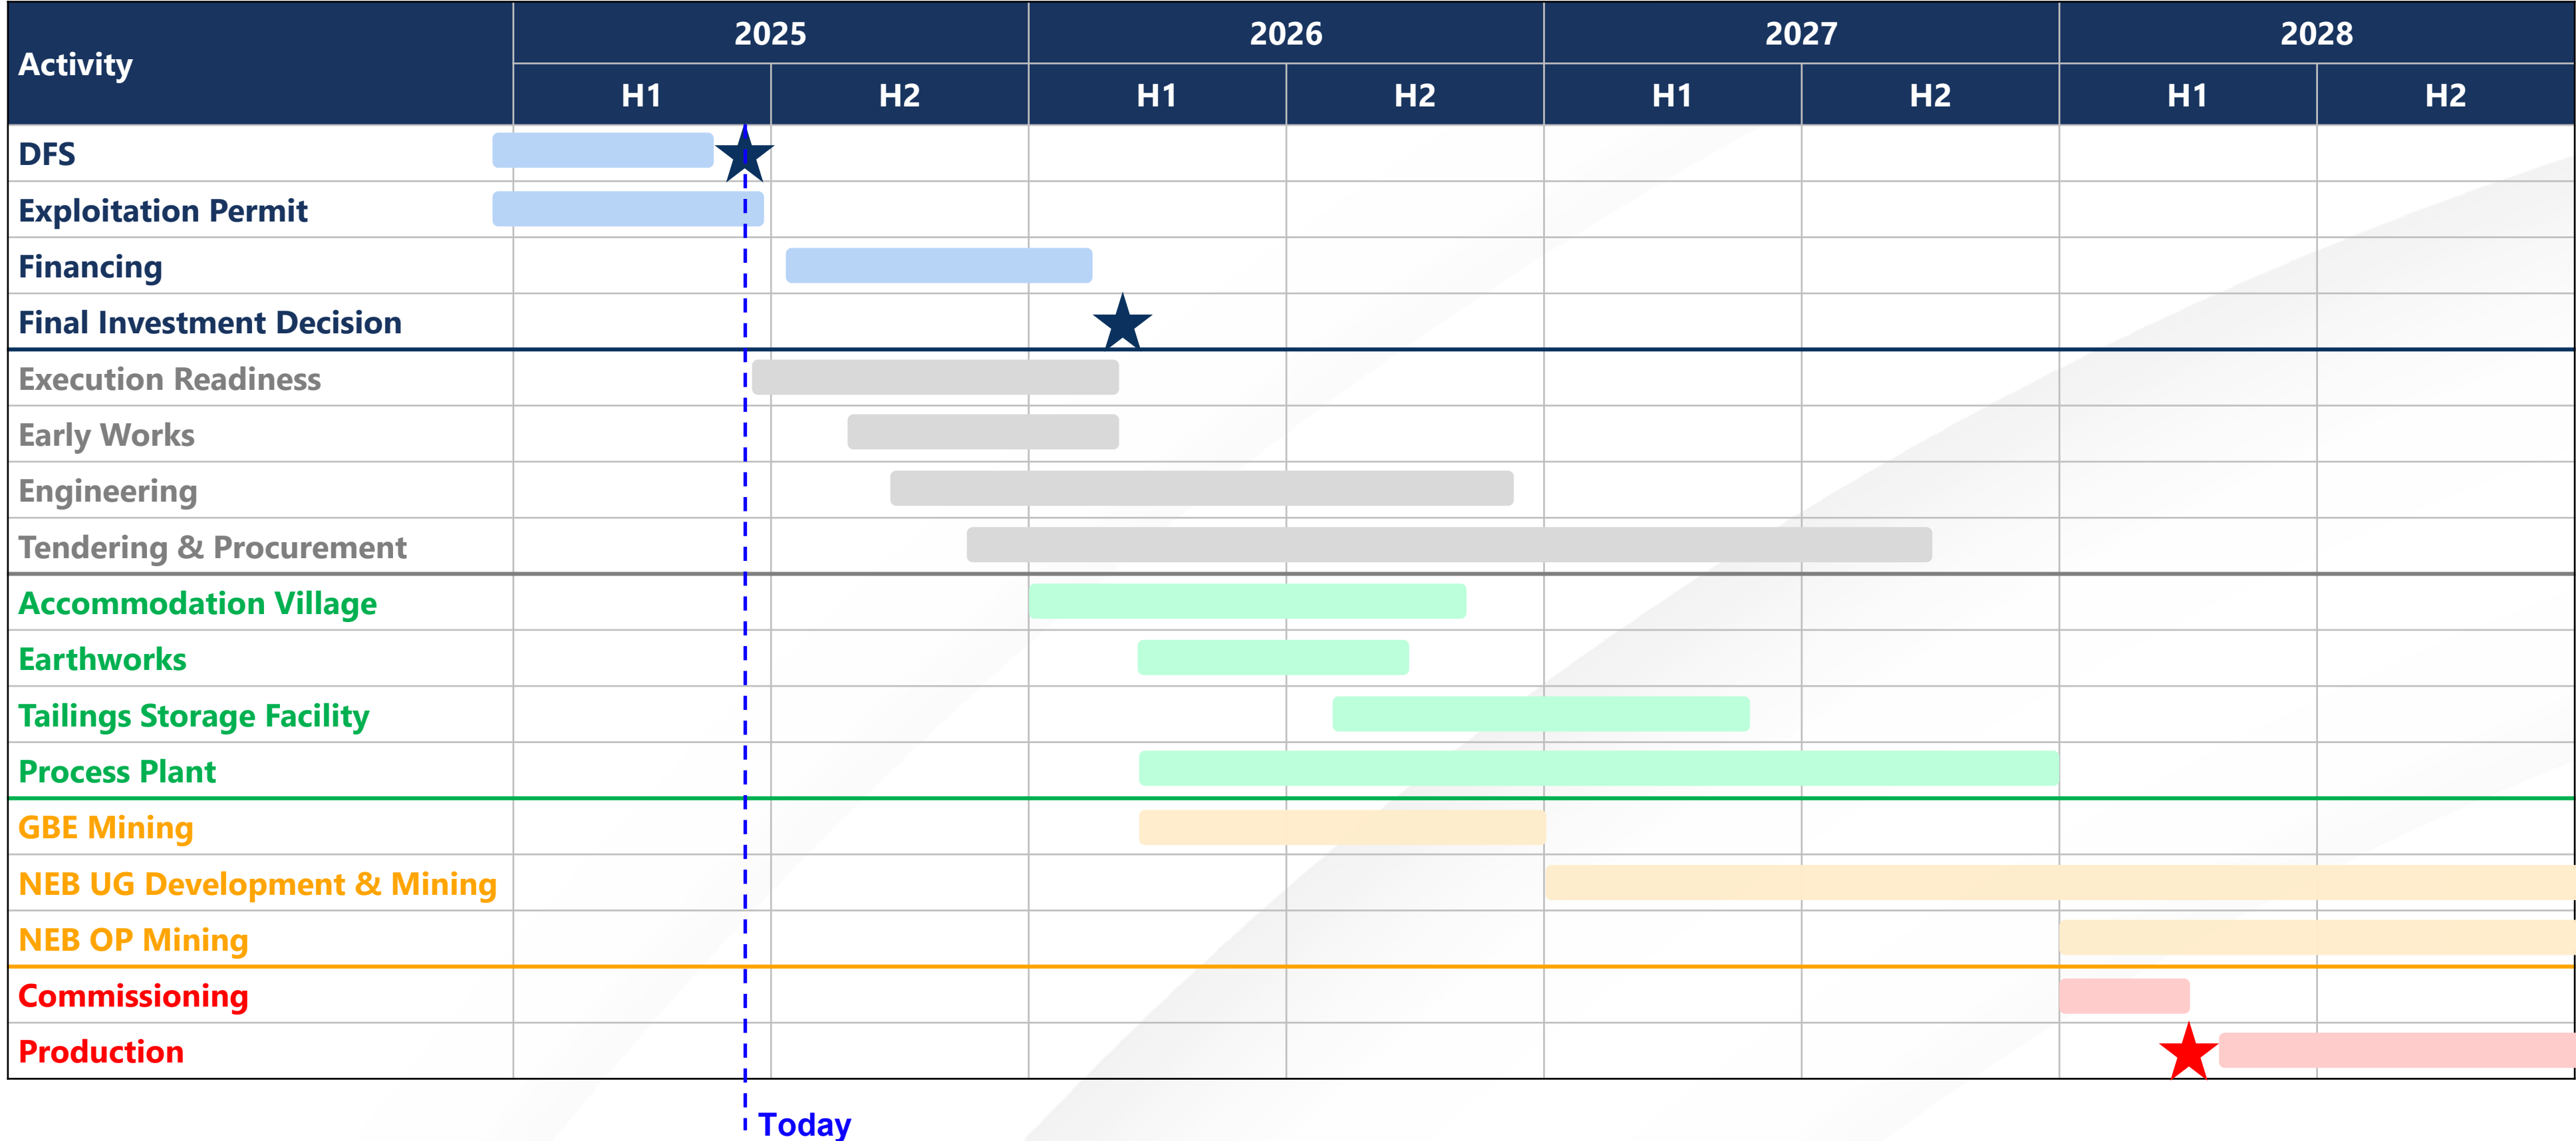 Activity
2025
2026
2027
2028
H1
H2
H1
H2
H1
H2
H1
H2
DFS
Exploitation Permit
Financing
Final Investment Decision
Execution Readiness
Early Works
Engineering
Tendering & Procurement
Accommodation Village
Earthworks
Tailings Storage Facility
Process Plant
GBE Mining
NEB UG Development & Mining
NEB OP Mining
Commissioning
Production
Today